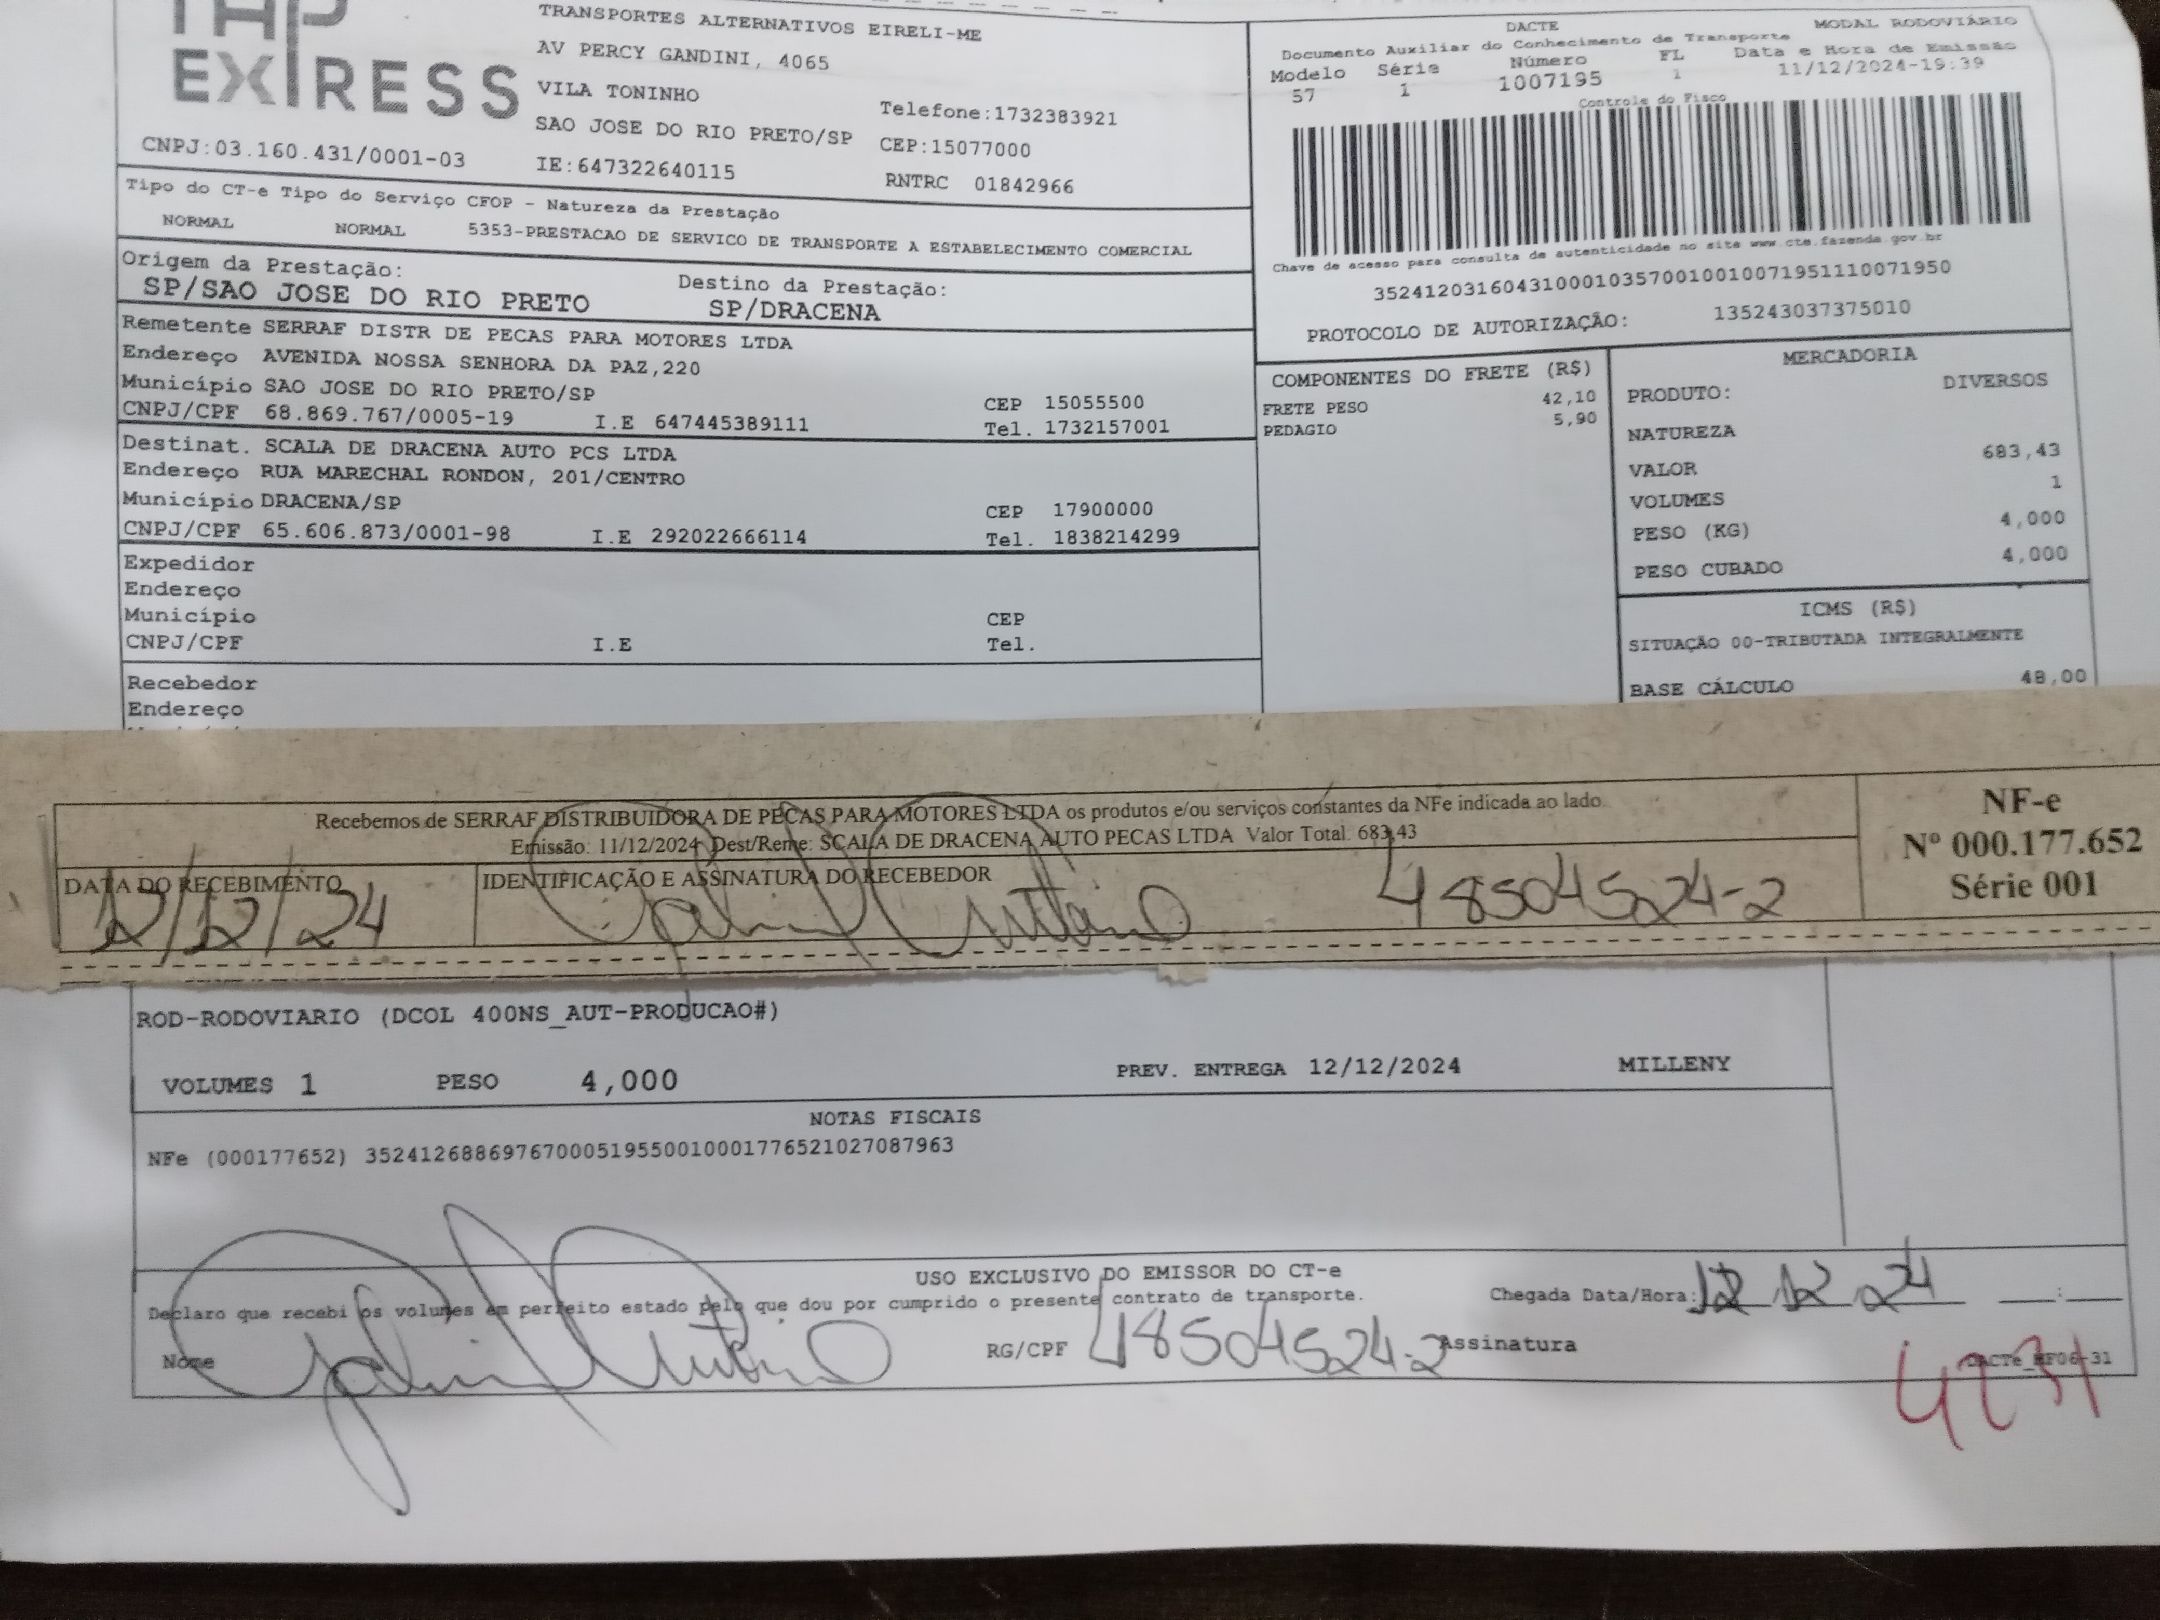 TAP
EXPRESS
CNPJ:03.160.431/0001-03
TRANSPORTES ALTERNATIVOS EIRELI-ME
AV PERCY GANDINI, 4065
VILA TONINHO
SAO JOSE DO RIO PRETO/SP
IE:647322640115
Telefone:1732383921
CEP:15077000
RNTRC 01842966
DACTE MODAL RODOVIÁRIO
Documento Auxiliar do Conhecimento de Transporte
Modelo Série Número FL Data e Hora de Emissão
57 1 1007195 1 11/12/2024-19:39
Controle do Fisco
Chave de acesso para consulta de autenticidade no site www.cte.fazenda.gov.br
35241203160431000103570010010071951110071950
PROTOCOLO DE AUTORIZAÇÃO: 135243037375010
Tipo do CT-e Tipo do Serviço CFOP - Natureza da Prestação
NORMAL NORMAL 5353-PRESTACAO DE SERVICO DE TRANSPORTE A ESTABELECIMENTO COMERCIAL
Origem da Prestação: Destino da Prestação:
SP/SAO JOSE DO RIO PRETO SP/DRACENA
Remetente SERRAF DISTR DE PECAS PARA MOTORES LTDA
Endereço AVENIDA NOSSA SENHORA DA PAZ,220
Município SAO JOSE DO RIO PRETO/SP CEP 15055500
CNPJ/CPF 68.869.767/0005-19 I.E 647445389111 Tel. 1732157001
Destinat. SCALA DE DRACENA AUTO PCS LTDA
Endereço RUA MARECHAL RONDON, 201/CENTRO
Município DRACENA/SP CEP 17900000
CNPJ/CPF 65.606.873/0001-98 I.E 292022666114 Tel. 1838214299
Expedidor
Endereço
Município CEP
CNPJ/CPF I.E Tel.
Recebedor
Endereço
COMPONENTES DO FRETE (R$)
FRETE PESO 42,10
PEDAGIO 5,90
MERCADORIA
PRODUTO: DIVERSOS
NATUREZA
VALOR 683,43
VOLUMES 1
PESO (KG) 4,000
PESO CUBADO 4,000
ICMS (R$)
SITUAÇÃO 00-TRIBUTADA INTEGRALMENTE
BASE CÁLCULO 48,00
Recebemos de SERRAF DISTRIBUIDORA DE PECAS PARA MOTORES LTDA os produtos e/ou serviços constantes da NFe indicada ao lado.
Emissão: 11/12/2024 Dest/Reme: SCALA DE DRACENA AUTO PECAS LTDA Valor Total: 683,43
DATA DO RECEBIMENTO IDENTIFICAÇÃO E ASSINATURA DO RECEBEDOR
12/12/24 48504524-2
NF-e
Nº 000.177.652
Série 001
ROD-RODOVIARIO (DCOL 400NS_AUT-PRODUCAO#)
VOLUMES 1 PESO 4,000 PREV. ENTREGA 12/12/2024 MILLENY
NOTAS FISCAIS
NFe (000177652) 35241268869767000519550010001776521027087963
USO EXCLUSIVO DO EMISSOR DO CT-e
Declaro que recebi os volumes em perfeito estado pelo que dou por cumprido o presente contrato de transporte. Chegada Data/Hora: 12 12 24 __:__
Nome RG/CPF 48504524-2 Assinatura
DACTe_RF06-31
4231